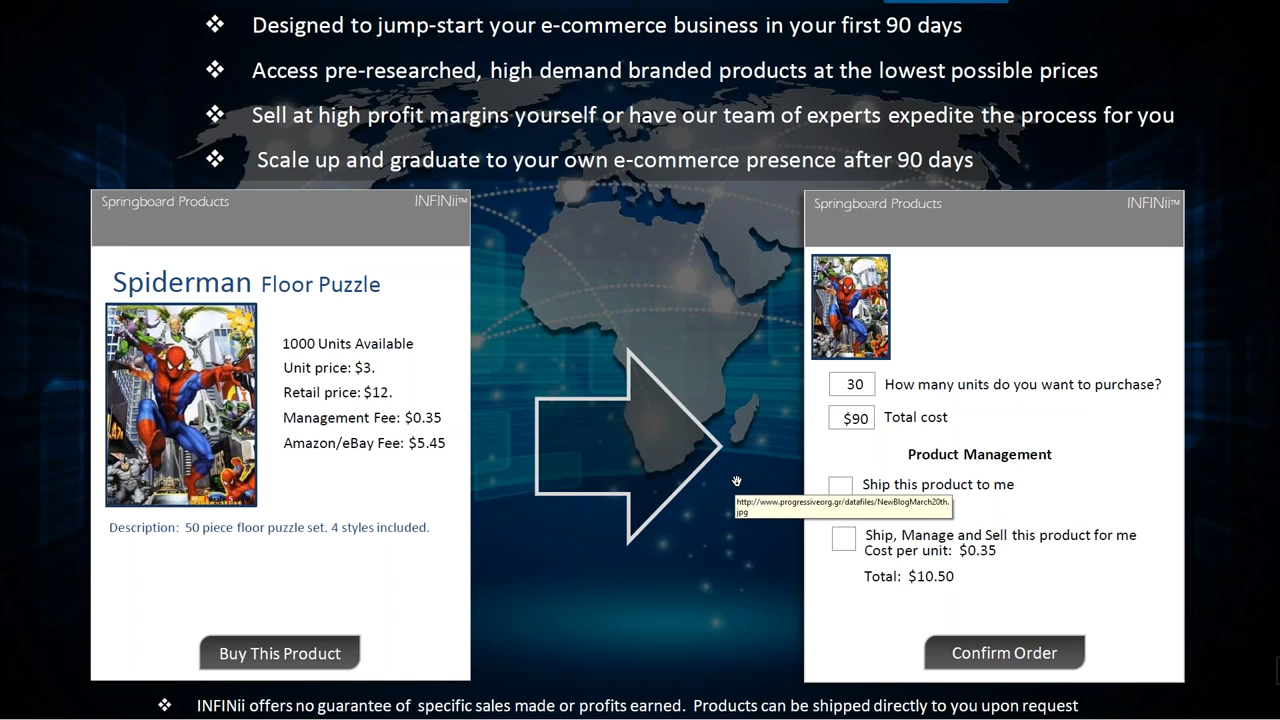 ❖ Designed to jump-start your e-commerce business in your first 90 days
❖ Access pre-researched, high demand branded products at the lowest possible prices
❖ Sell at high profit margins yourself or have our team of experts expedite the process for you
❖ Scale up and graduate to your own e-commerce presence after 90 days
Springboard Products INFINii™
Spiderman Floor Puzzle
1000 Units Available
Unit price: $3.
Retail price: $12.
Management Fee: $0.35
Amazon/eBay Fee: $5.45
Description: 50 piece floor puzzle set. 4 styles included.
Buy This Product
Springboard Products INFINii™
30 How many units do you want to purchase?
$90 Total cost
Product Management
Ship this product to me
http://www.progressiveorg.gr/datafiles/NewBlogMarch20th.
jpg
Ship, Manage and Sell this product for me
Cost per unit: $0.35
Total: $10.50
Confirm Order
❖ INFINii offers no guarantee of specific sales made or profits earned. Products can be shipped directly to you upon request